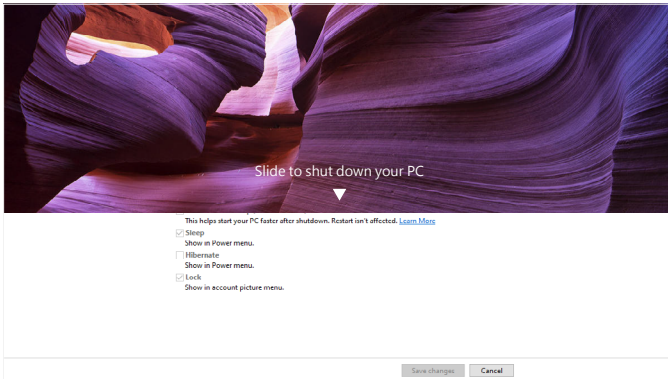 Slide to shut down your PC
This helps start your PC faster after shutdown. Restart isn't affected. Learn More
Sleep
Show in Power menu.
Hibernate
Show in Power menu.
Lock
Show in account picture menu.
Save changes Cancel